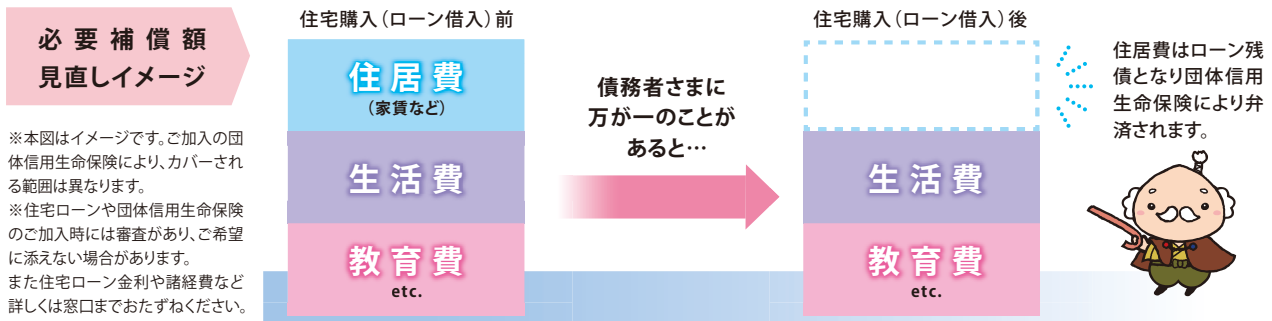 必要補償額
見直しイメージ
※本図はイメージです。ご加入の団
体信用生命保険により、カバーされ
る範囲は異なります。
※住宅ローンや団体信用生命保険
のご加入時には審査があり、ご希望
に添えない場合があります。
また住宅ローン金利や諸経費など
詳しくは窓口までおたずねください。
住宅購入(ローン借入)前
住居費
(家賃など)
生活費
教育費
etc.
債務者さまに
万が一のことが
あると…
住宅購入(ローン借入)後
生活費
教育費
etc.
住居費はローン残
債となり団体信用
生命保険により弁
済されます。